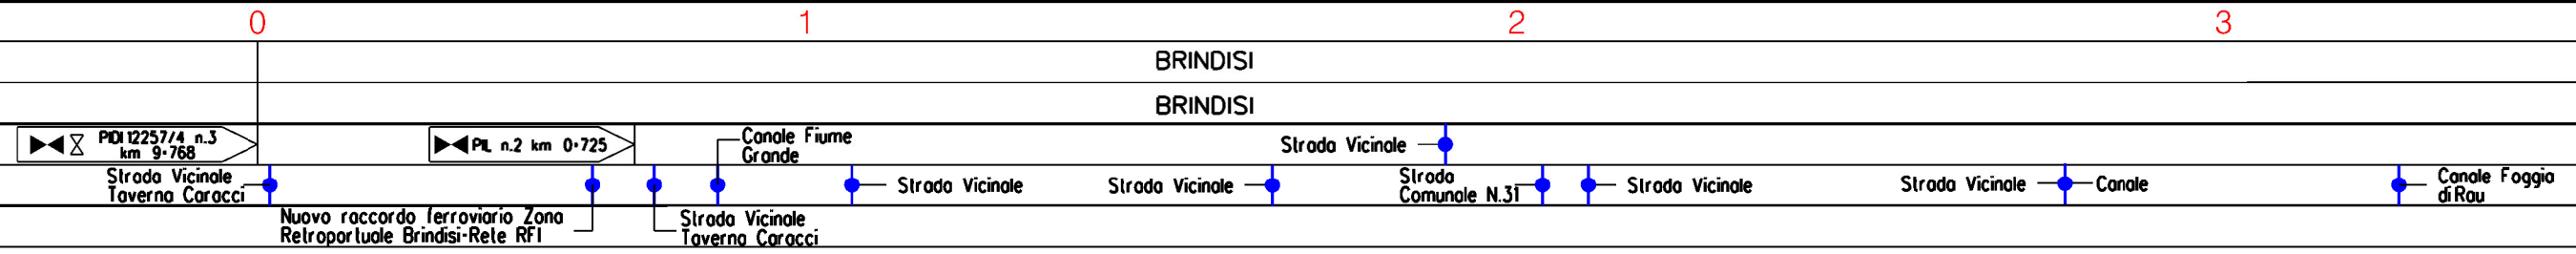 0 1 2 3
BRINDISI
BRINDISI
PIDI 12257/4 n.3
km 9+768
PIL n.2 km 0+725
Canale Fiume
Grande
Strada Vicinale
Strada Vicinale
Taverna Caracci
Strada Vicinale
Strada Vicinale
Strada
Comunale N.31
Strada Vicinale
Strada Vicinale
Canale
Canale Foggia
di Rau
Nuovo raccordo ferroviario Zona
Retroportuale Brindisi-Rete RFI
Strada Vicinale
Taverna Caracci